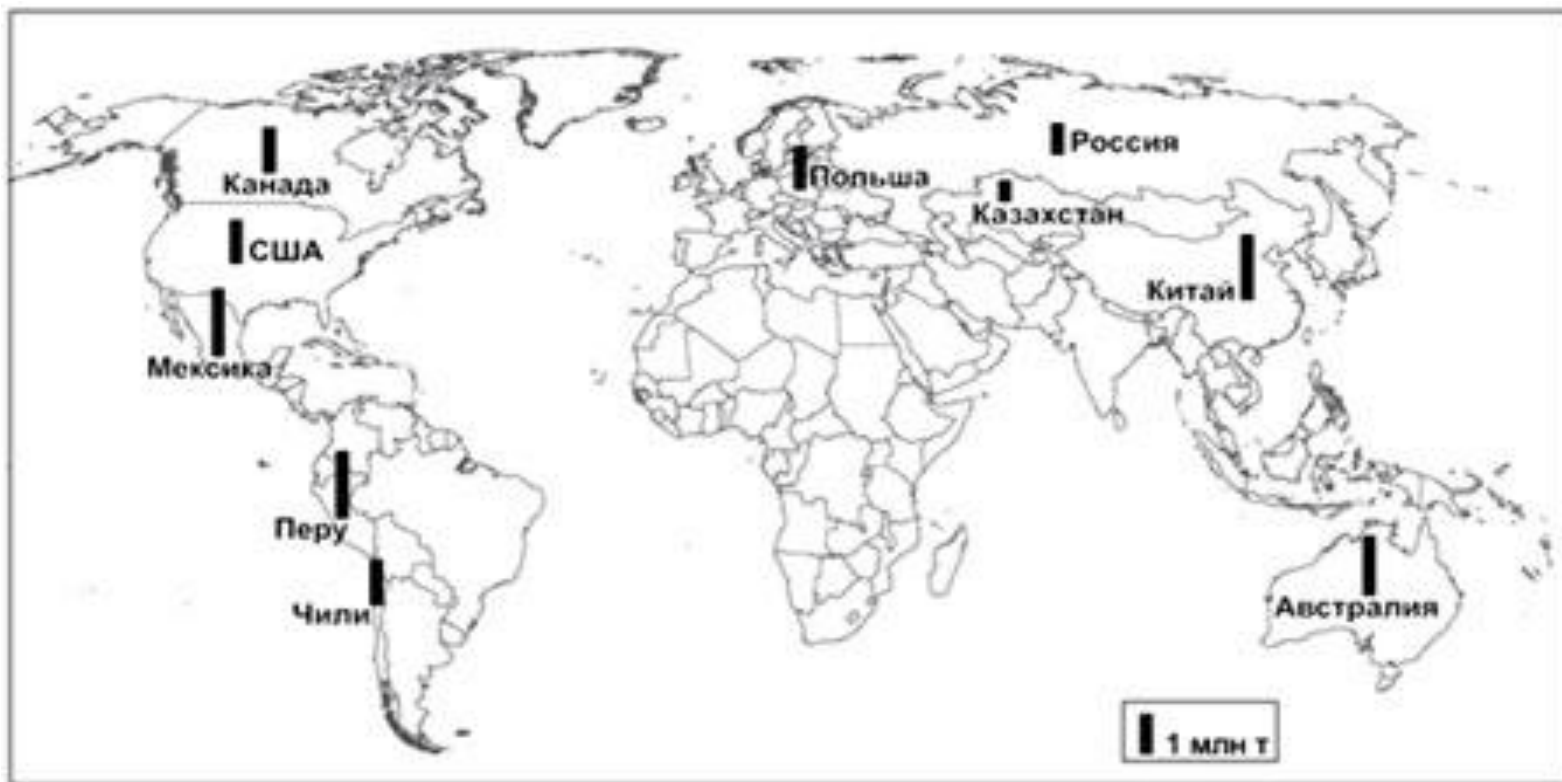 Россия
Польша
Канада
Казахстан
США
Китай
Мексика
Перу
Чили
Австралия
1 млн т